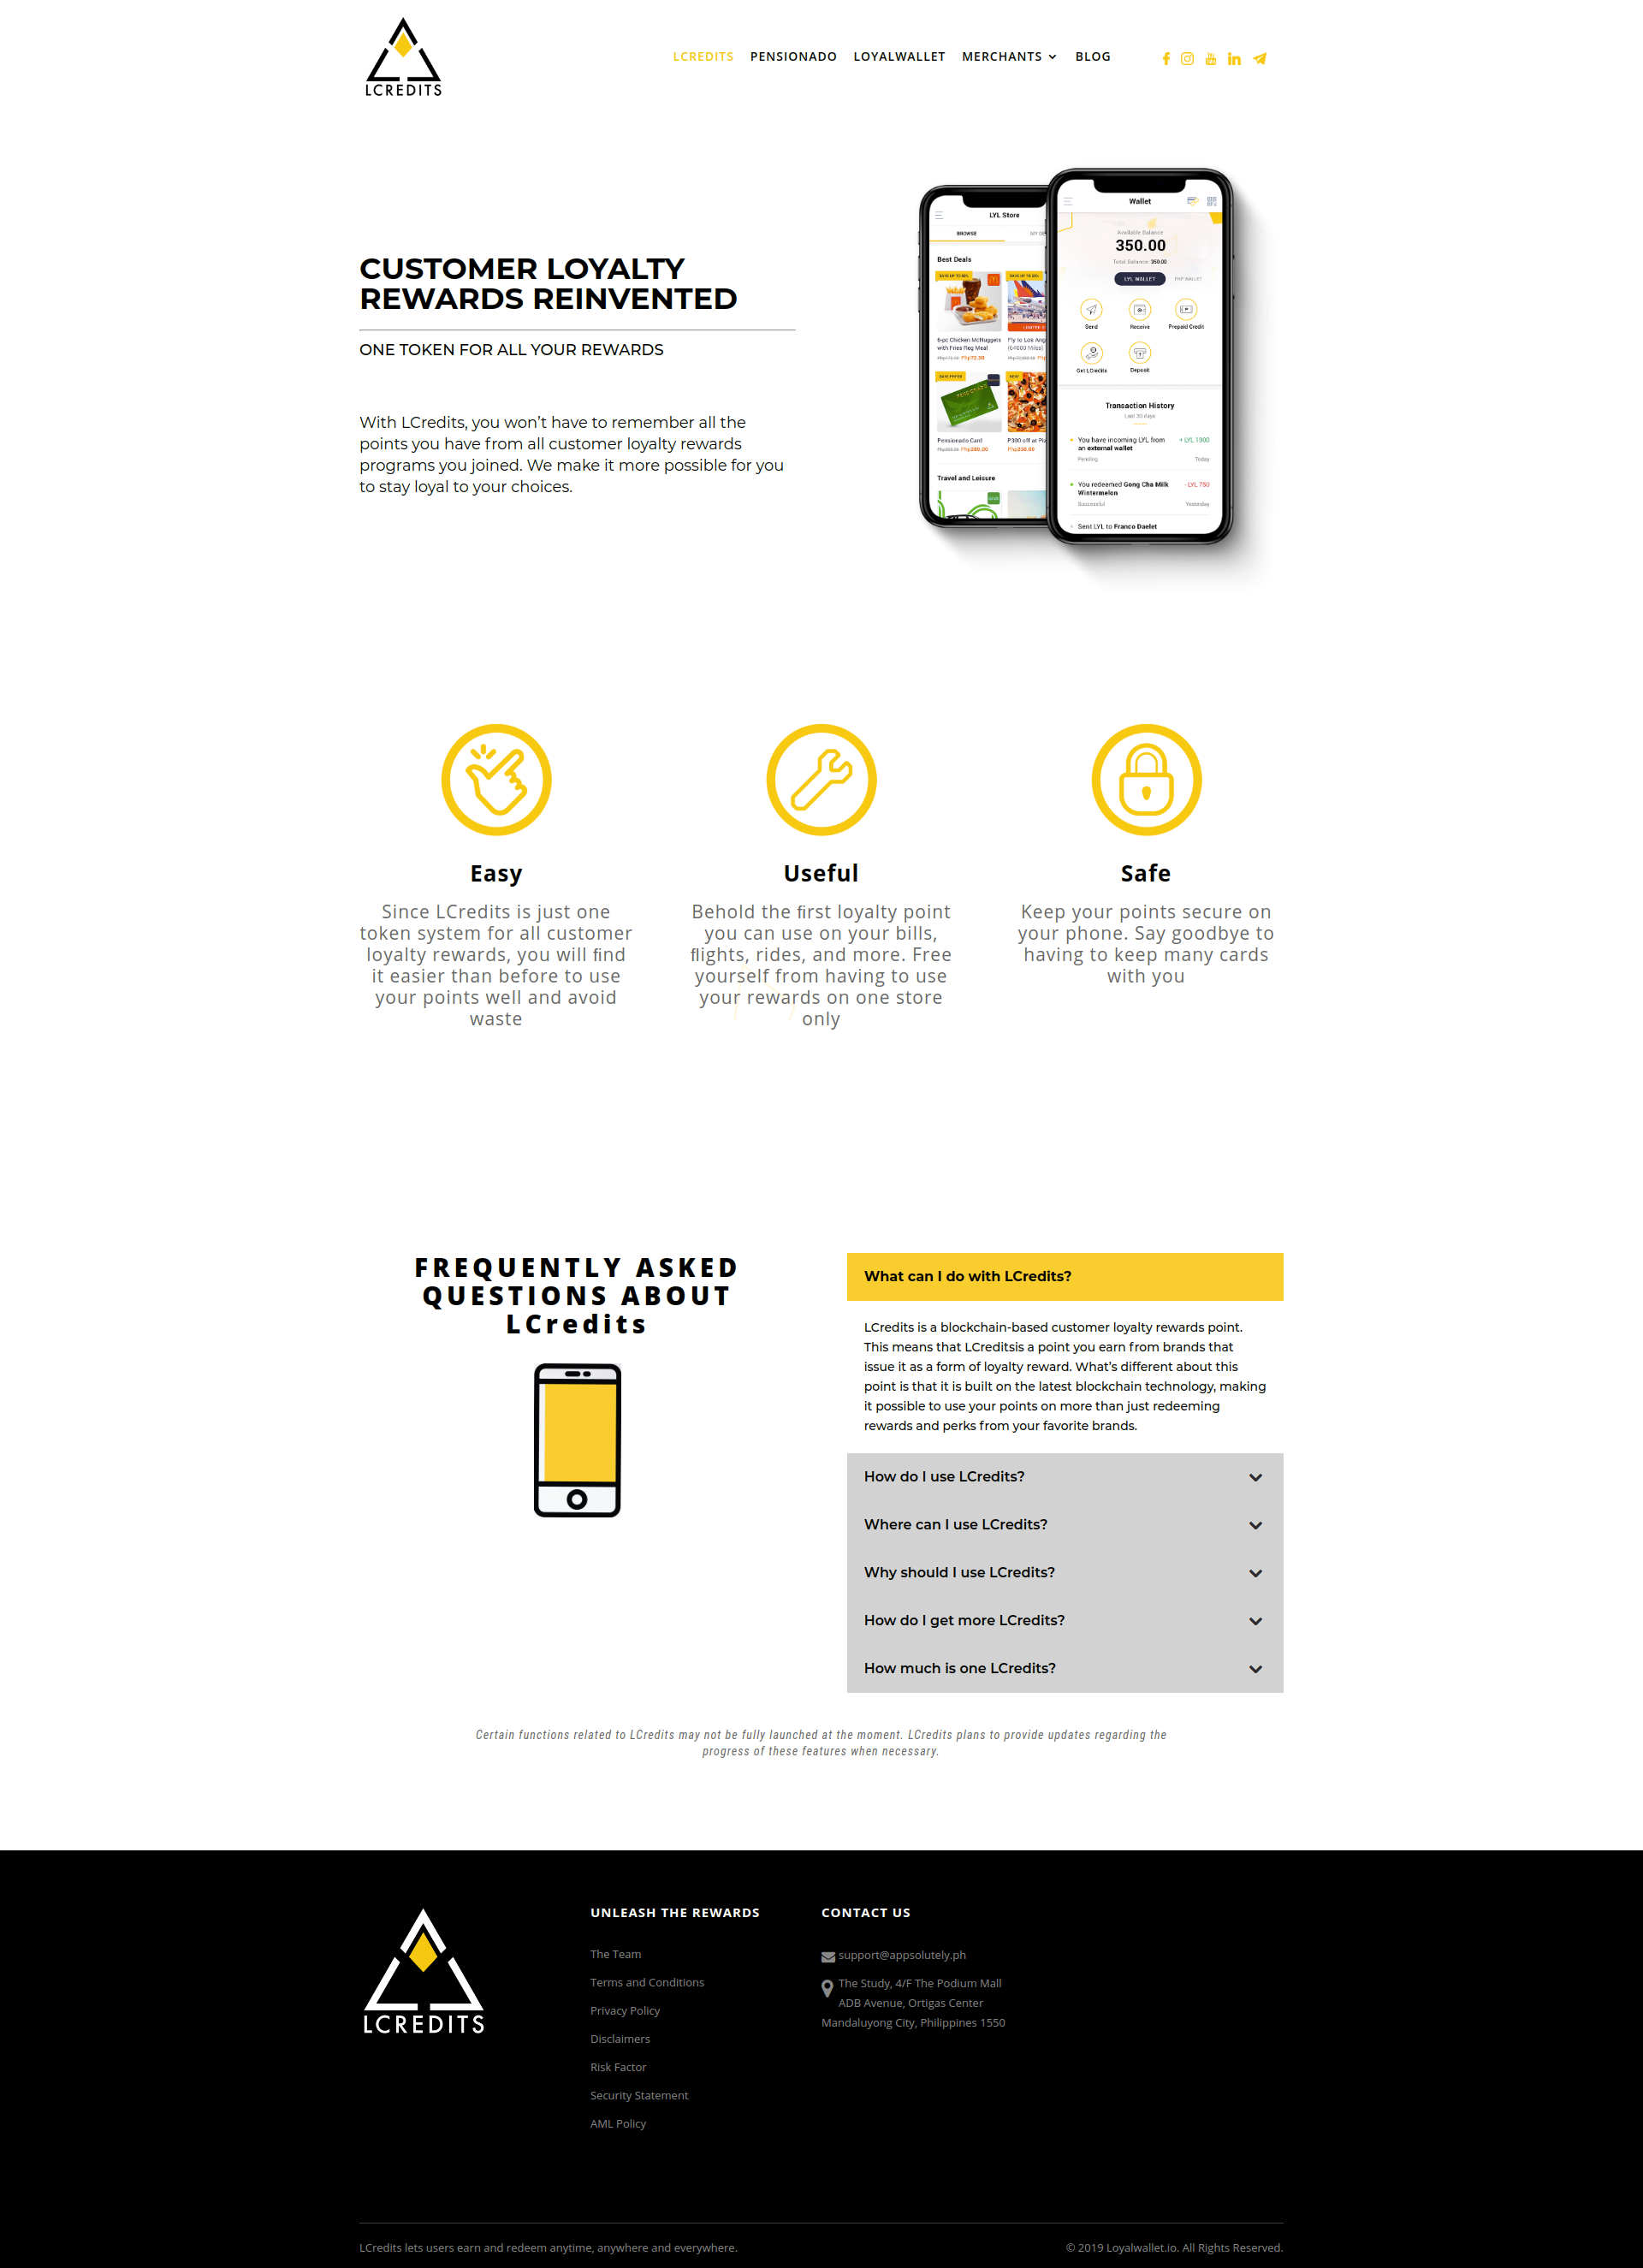 LCREDITS
LCREDITS PENSIONADO LOYALWALLET MERCHANTS BLOG
CUSTOMER LOYALTY
REWARDS REINVENTED
ONE TOKEN FOR ALL YOUR REWARDS
With LCredits, you won’t have to remember all the
points you have from all customer loyalty rewards
programs you joined. We make it more possible for you
to stay loyal to your choices.
LYL Store
BROWSE
Best Deals
6-pc Chicken McNuggets
with Fries Reg Meal
Pensionado Card
Travel and Leisure
Wallet
Available Balance
350.00
Total Balance: 350.00
LYL WALLET PHP WALLET
Send Receive Prepaid Credit
Get LCredits Deposit
Transaction History
Last 30 days
You have incoming LYL from + LYL 1000
an external wallet
Pending Today
You redeemed Gong Cha Milk - LYL 750
Wintermelon
Successful Yesterday
Sent LYL to Franco Daelet
Easy
Since LCredits is just one
token system for all customer
loyalty rewards, you will find
it easier than before to use
your points well and avoid
waste
Useful
Behold the first loyalty point
you can use on your bills,
flights, rides, and more. Free
yourself from having to use
your rewards on one store
only
Safe
Keep your points secure on
your phone. Say goodbye to
having to keep many cards
with you
FREQUENTLY ASKED
QUESTIONS ABOUT
LCredits
What can I do with LCredits?
LCredits is a blockchain-based customer loyalty rewards point.
This means that LCreditsis a point you earn from brands that
issue it as a form of loyalty reward. What’s different about this
point is that it is built on the latest blockchain technology, making
it possible to use your points on more than just redeeming
rewards and perks from your favorite brands.
How do I use LCredits?
Where can I use LCredits?
Why should I use LCredits?
How do I get more LCredits?
How much is one LCredits?
Certain functions related to LCredits may not be fully launched at the moment. LCredits plans to provide updates regarding the
progress of these features when necessary.
LCREDITS
UNLEASH THE REWARDS
The Team
Terms and Conditions
Privacy Policy
Disclaimers
Risk Factor
Security Statement
AML Policy
CONTACT US
support@appsolutely.ph
The Study, 4/F The Podium Mall
ADB Avenue, Ortigas Center
Mandaluyong City, Philippines 1550
LCredits lets users earn and redeem anytime, anywhere and everywhere.
© 2019 Loyalwallet.io. All Rights Reserved.